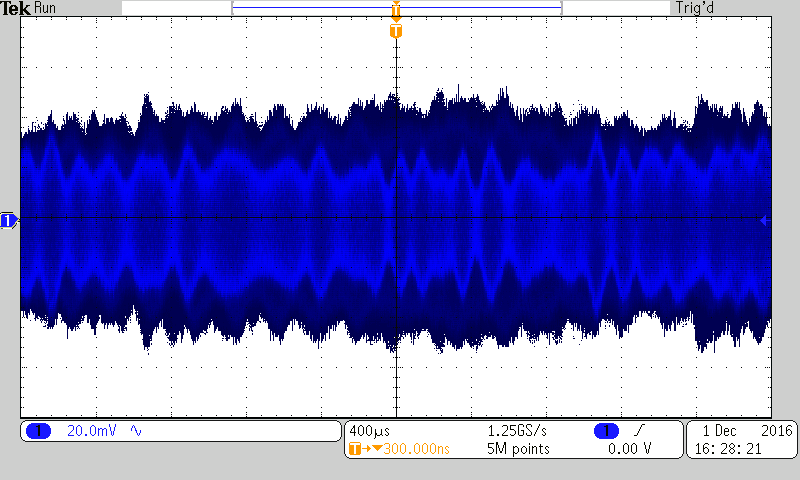 Tek Run Trig'd
T
T
1
1 20.0mV ∿ 400µs 1.25GS/s 1 ∫ 1 Dec 2016
T→▼300.000ns 5M points 0.00 V 16:28:21